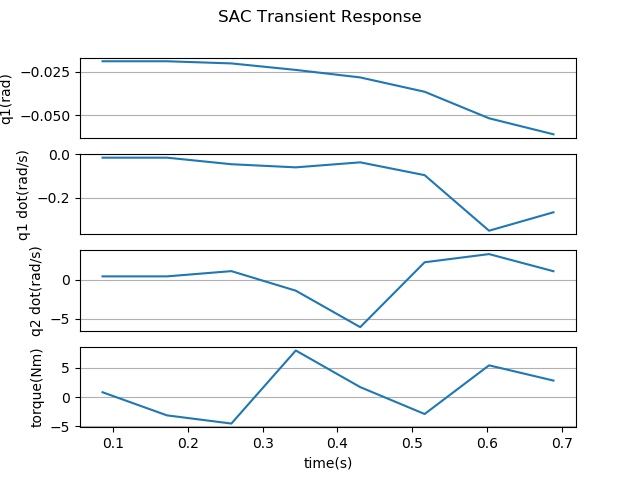 SAC Transient Response
q1(rad)
−0.025
−0.050
q1 dot(rad/s)
0.0
−0.2
q2 dot(rad/s)
0
−5
torque(Nm)
5
0
−5
0.1 0.2 0.3 0.4 0.5 0.6 0.7
time(s)